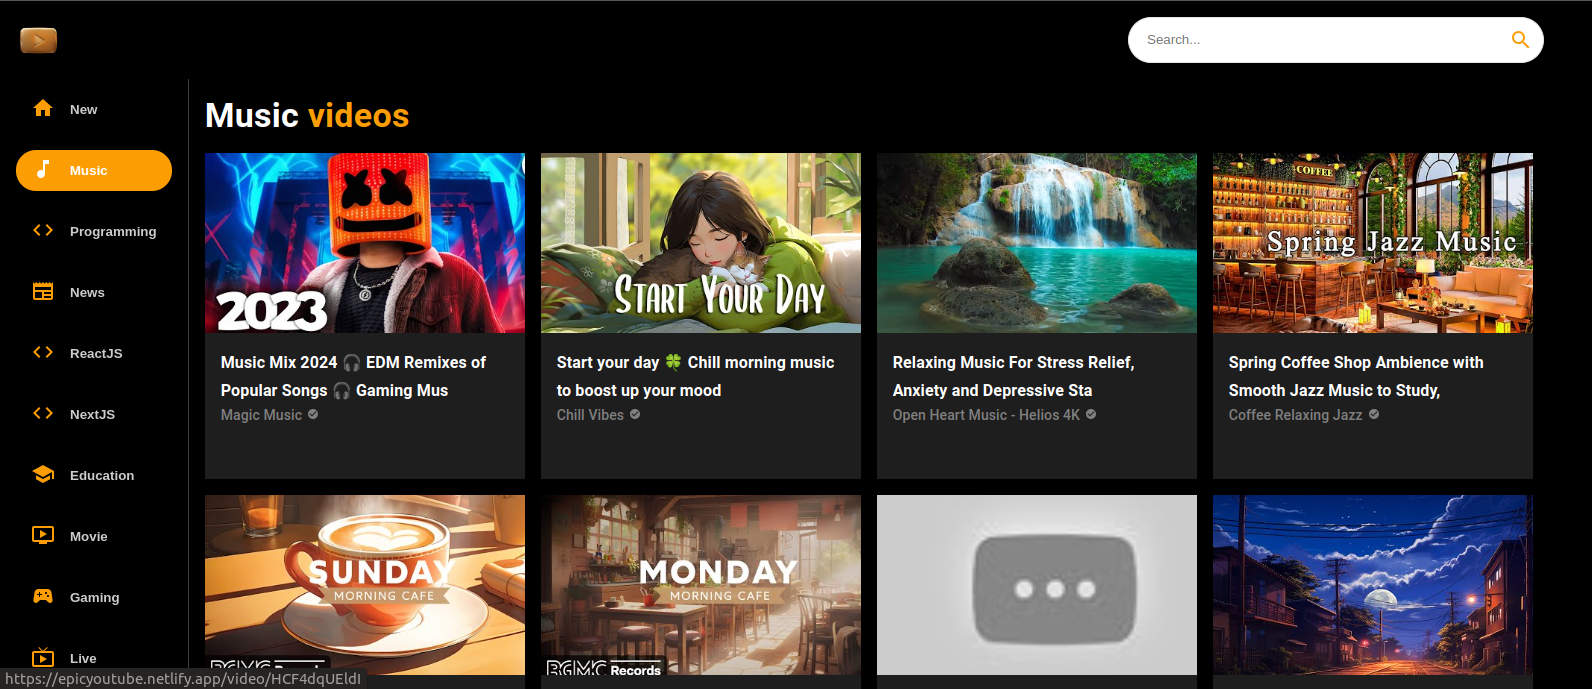 Search...
New
Music
Programming
News
ReactJS
NextJS
Education
Movie
Gaming
Live
Music videos
2023
START YOUR DAY
COFFEE
Spring Jazz Music
Music Mix 2024 🎧 EDM Remixes of
Popular Songs 🎧 Gaming Mus
Magic Music
Start your day 🍀 Chill morning music
to boost up your mood
Chill Vibes
Relaxing Music For Stress Relief,
Anxiety and Depressive Sta
Open Heart Music - Helios 4K
Spring Coffee Shop Ambience with
Smooth Jazz Music to Study,
Coffee Relaxing Jazz
SUNDAY
MORNING CAFE
BGMC Records
MONDAY
MORNING CAFE
BGMC Records
https://epicyoutube.netlify.app/video/HCF4dqUEldI